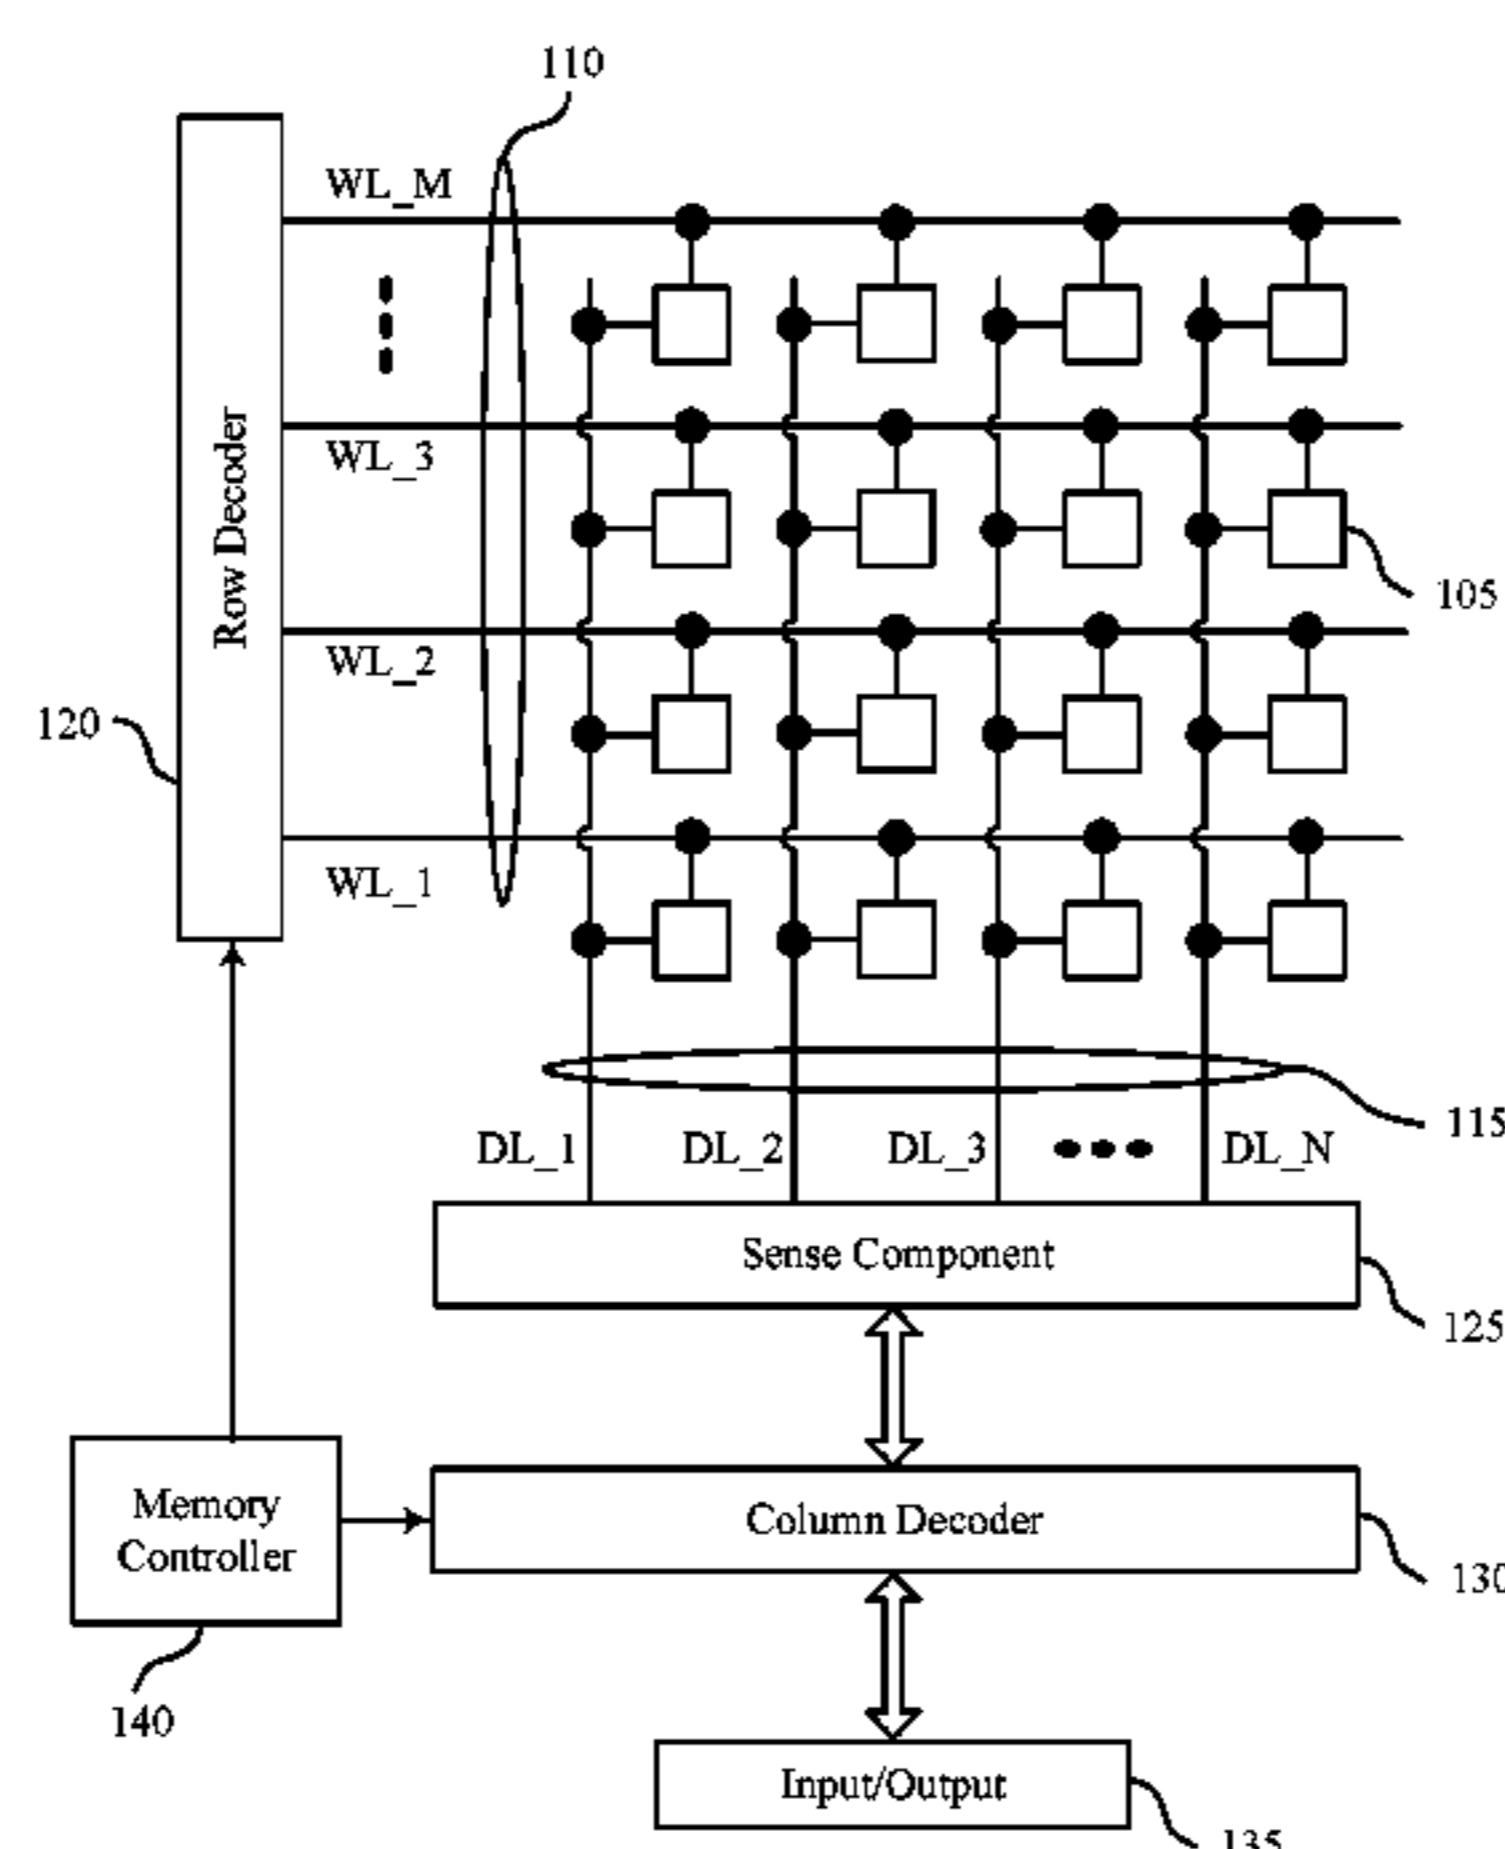 110
WL_M
WL_3
Row Decoder
105
WL_2
120
WL_1
115
DL_1 DL_2 DL_3 DL_N
Sense Component
125
Memory
Controller
Column Decoder
130
140
Input/Output
135